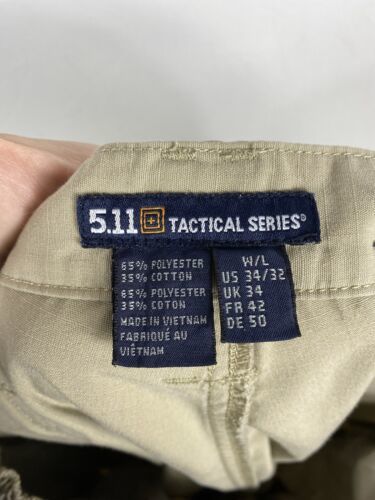 5.11 TACTICAL SERIES®
65% POLYESTER
35% COTTON
65% POLYESTER
35% COTON
MADE IN VIETNAM
FABRIQUÉ AU
VIÊTNAM
W/L
US 34/32
UK 34
FR 42
DE 50